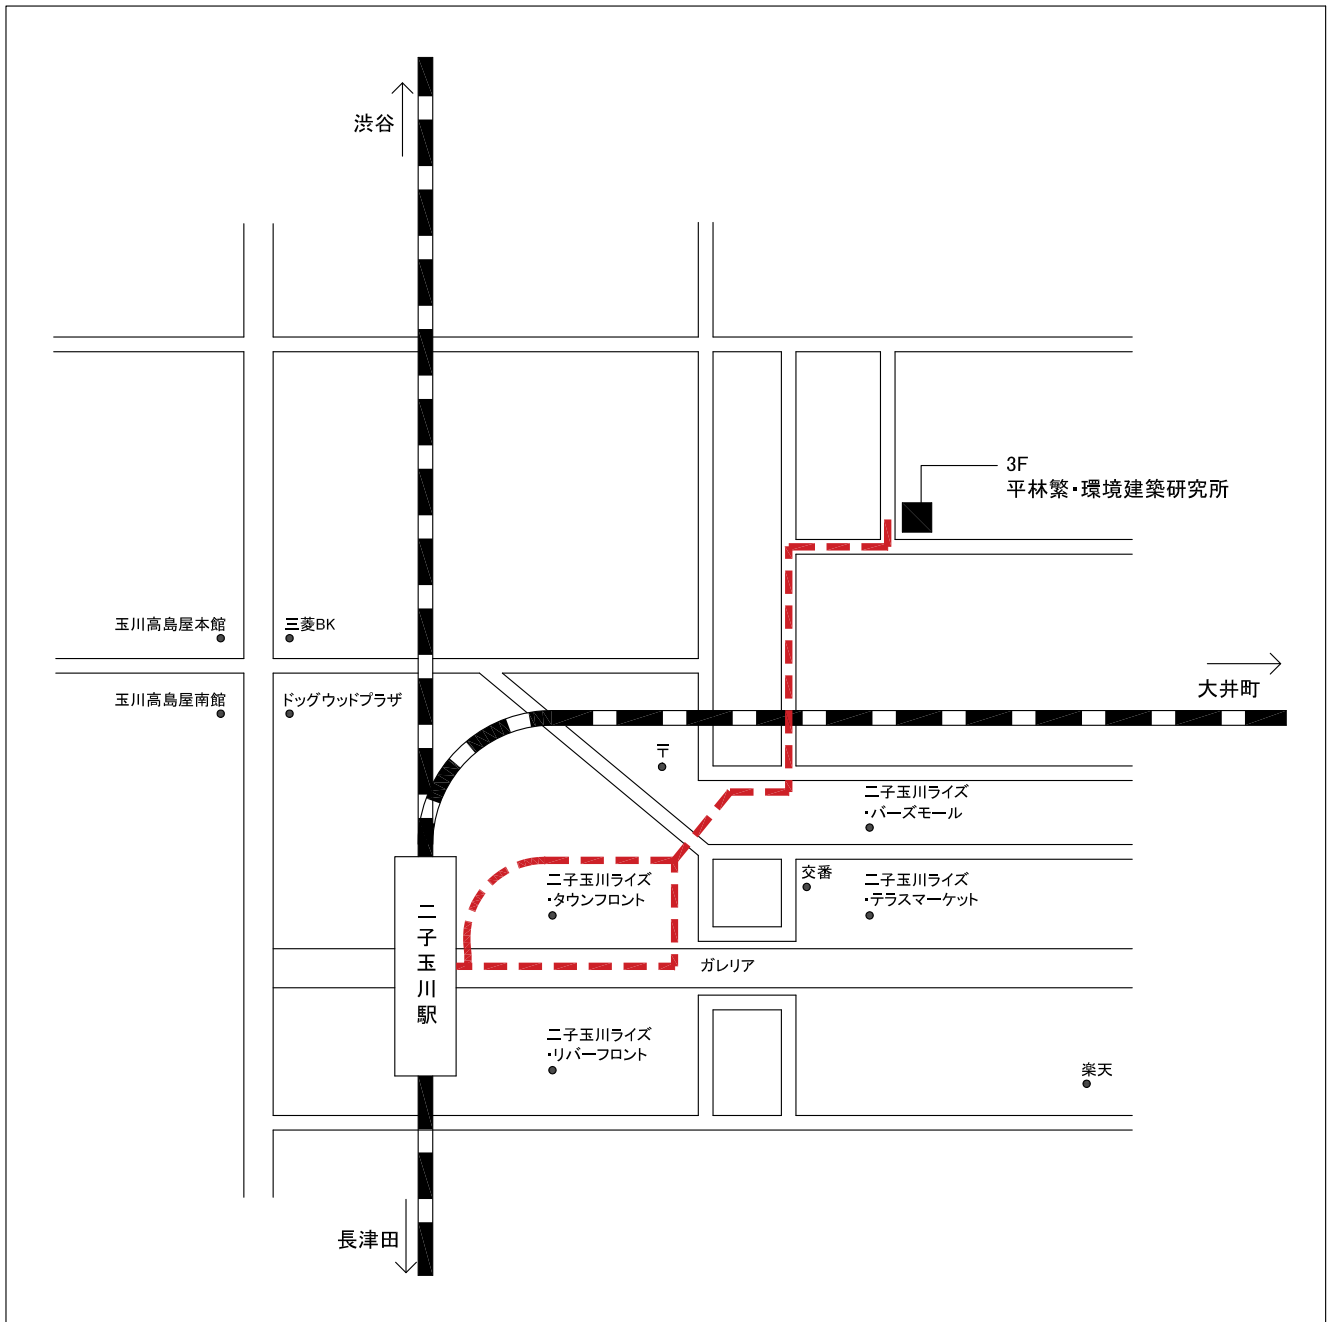 渋谷
3F
平林繁・環境建築研究所
玉川高島屋本館
三菱BK
玉川高島屋南館
ドッグウッドプラザ
大井町
〒
二子玉川ライズ
・バーズモール
二子玉川ライズ
・タウンフロント
交番
二子玉川ライズ
・テラスマーケット
二子玉川駅
ガレリア
二子玉川ライズ
・リバーフロント
楽天
長津田